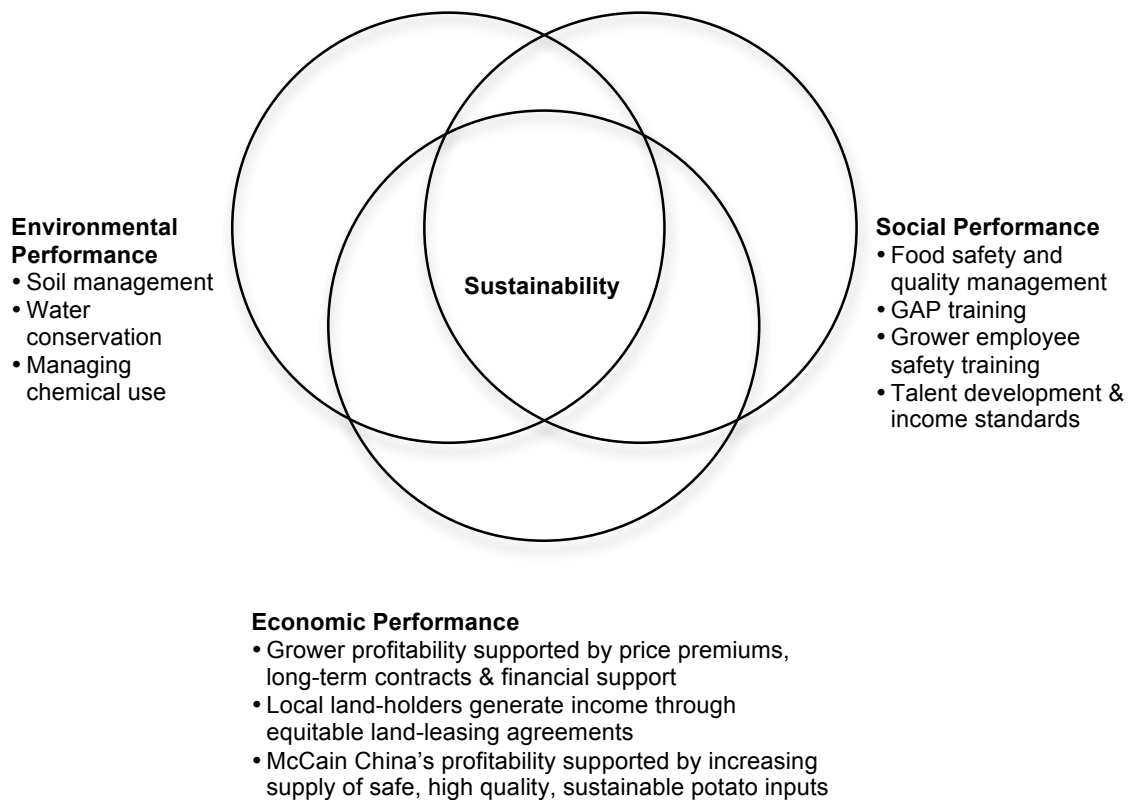 Environmental
Performance
• Soil management
• Water
conservation
• Managing
chemical use
Sustainability
Social Performance
• Food safety and
quality management
• GAP training
• Grower employee
safety training
• Talent development &
income standards
Economic Performance
• Grower profitability supported by price premiums,
long-term contracts & financial support
• Local land-holders generate income through
equitable land-leasing agreements
• McCain China’s profitability supported by increasing
supply of safe, high quality, sustainable potato inputs